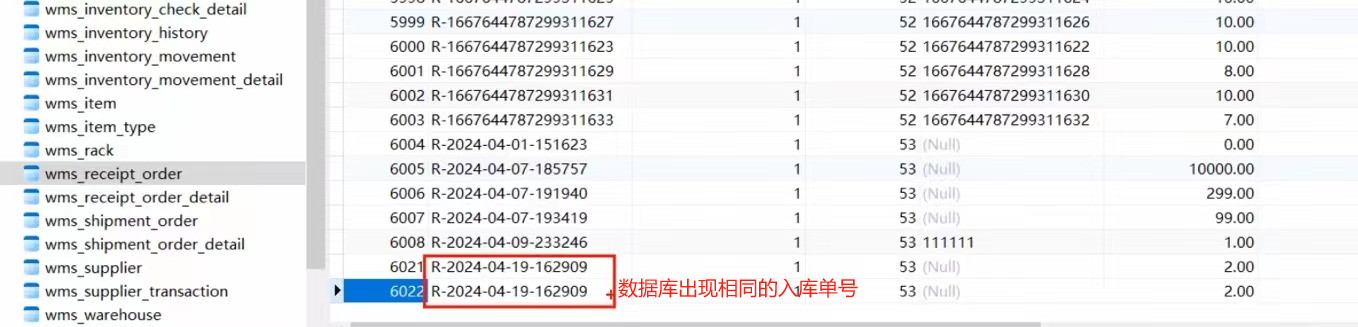 wms_inventory_check_detail
wms_inventory_history
wms_inventory_movement
wms_inventory_movement_detail
wms_item
wms_item_type
wms_rack
wms_receipt_order
wms_receipt_order_detail
wms_shipment_order
wms_shipment_order_detail
wms_supplier
wms_supplier_transaction
wms_warehouse
5999 R-1667644787299311627 1 52 1667644787299311626 10.00
6000 R-1667644787299311623 1 52 1667644787299311622 10.00
6001 R-1667644787299311629 1 52 1667644787299311628 8.00
6002 R-1667644787299311631 1 52 1667644787299311630 10.00
6003 R-1667644787299311633 1 52 1667644787299311632 7.00
6004 R-2024-04-01-151623 1 53 (Null) 0.00
6005 R-2024-04-07-185757 1 53 (Null) 10000.00
6006 R-2024-04-07-191940 1 53 (Null) 299.00
6007 R-2024-04-07-193419 1 53 (Null) 99.00
6008 R-2024-04-09-233246 1 53 111111 1.00
6021 R-2024-04-19-162909 1 53 (Null) 2.00
6022 R-2024-04-19-162909 1 53 (Null) 2.00
数据库出现相同的入库单号